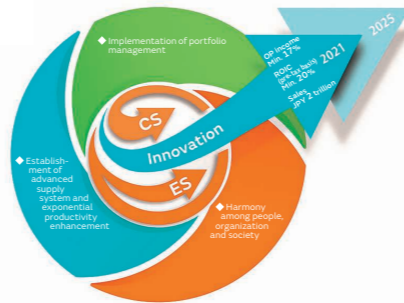 ◆ Implementation of portfolio
management
OP income
Min. 17%
ROIC
(pre-tax basis)
Min. 20%
Sales
JPY 2 trillion
2021
2025
CS
Innovation
ES
◆ Establish-
ment of
advanced
supply
system and
exponential
productivity
enhancement
◆ Harmony
among people,
organization
and society